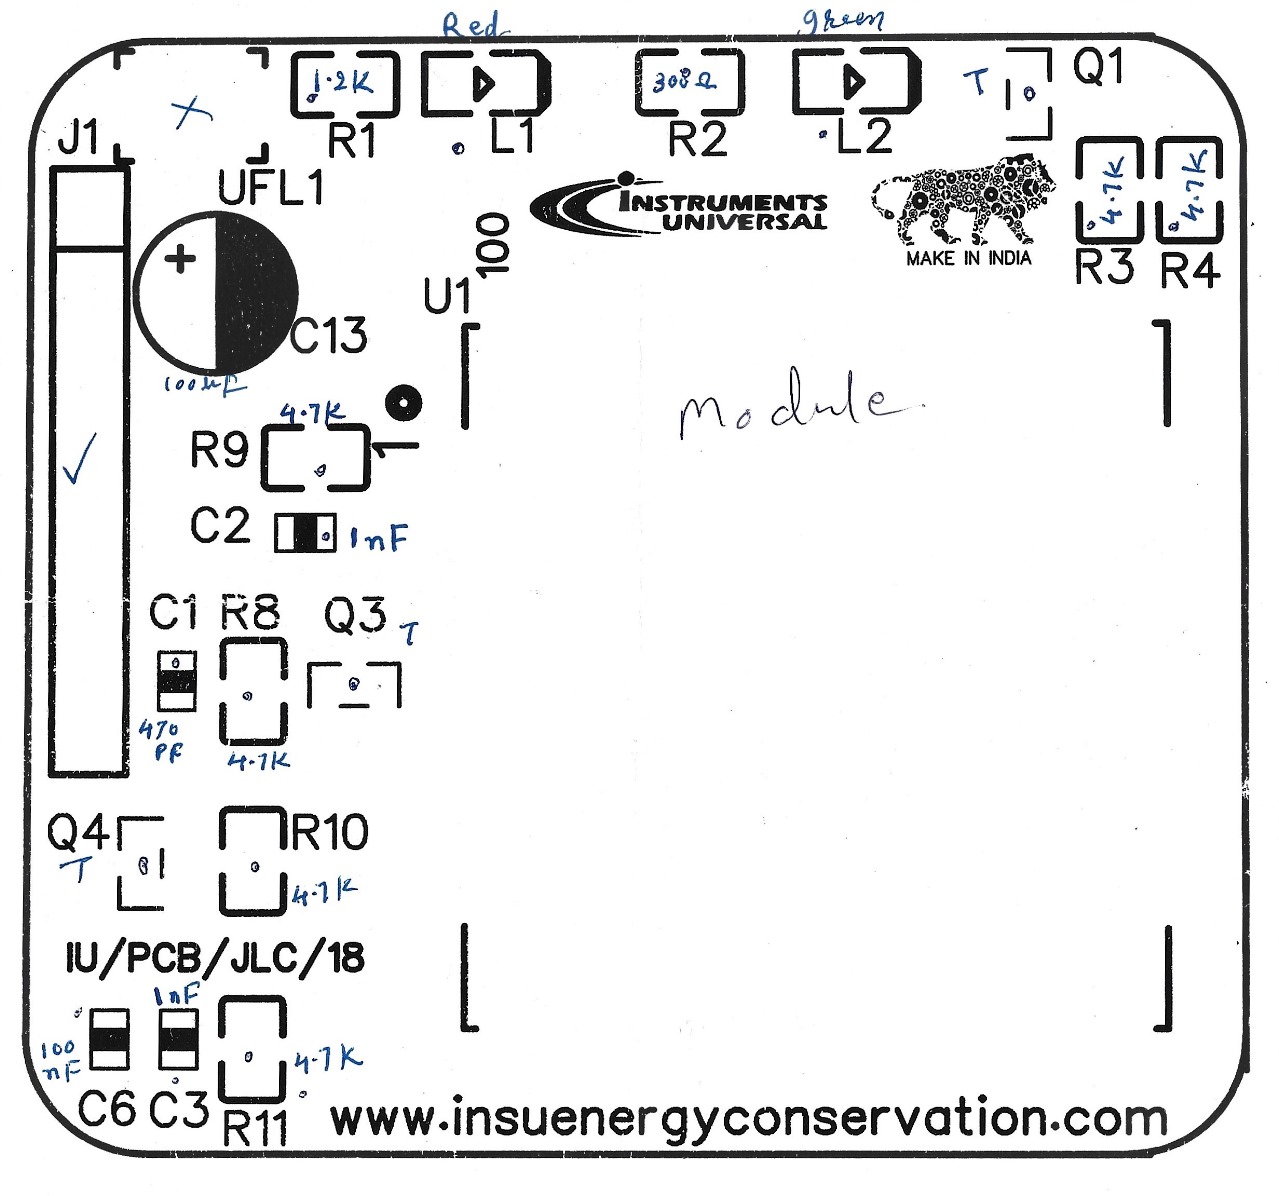 Red
green
1.2K
R1
L1
300Ω
R2
L2
T
Q1
J1
UFL1
INSTRUMENTS
UNIVERSAL
MAKE IN INDIA
4.7K
R3
4.7K
R4
+
C13
100uF
U1
100
Module
4.7K
R9
1
C2
1nF
C1
470
PF
R8
4.7K
Q3
T
Q4
T
R10
4.7K
IU/PCB/JLC/18
1nF
100
nF
C6
C3
R11
4.7K
www.insuenergyconservation.com